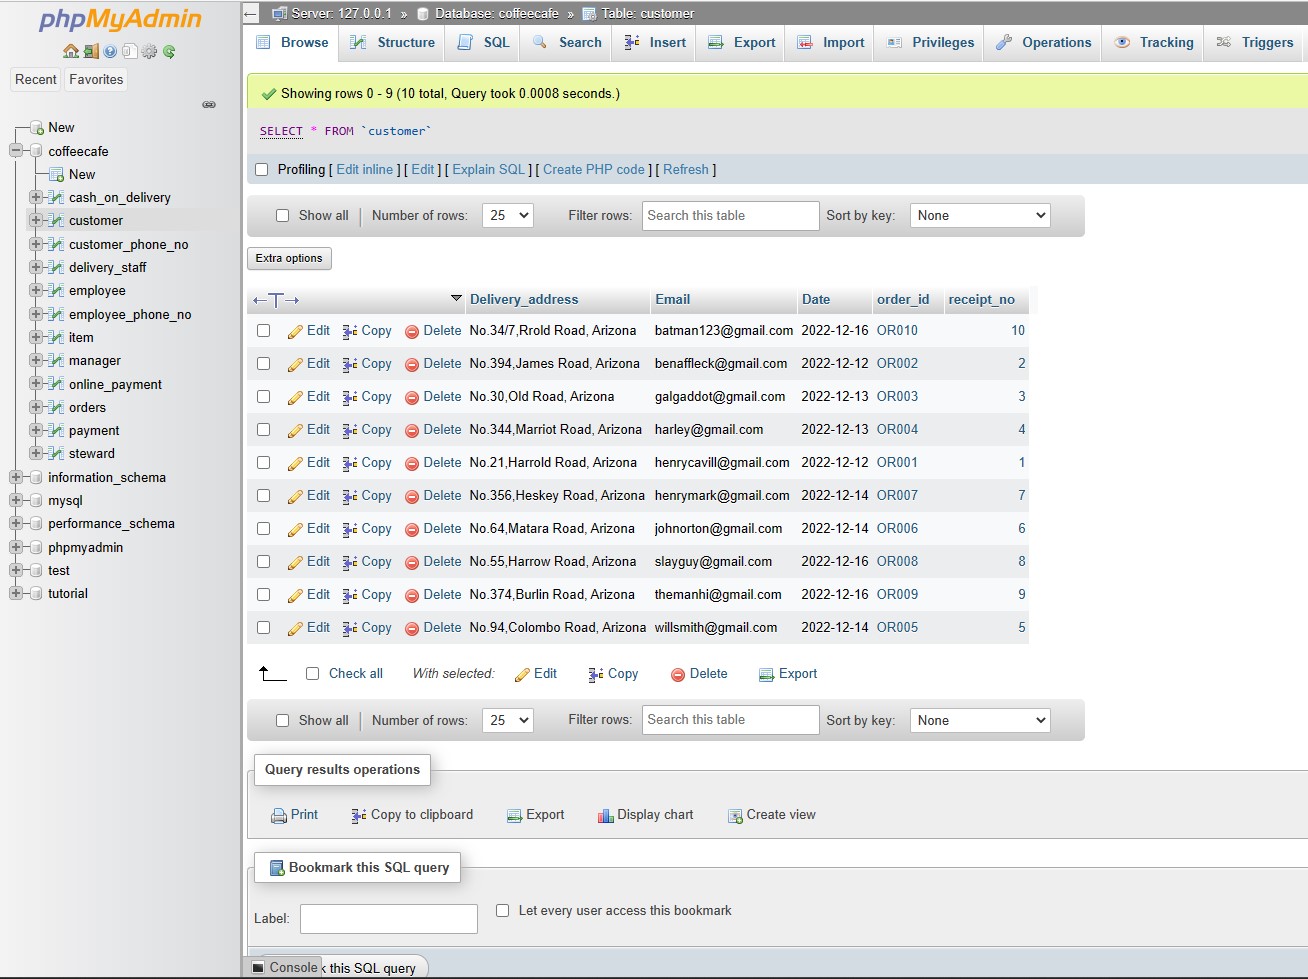 phpMyAdmin
Recent Favorites
New
coffeecafe
New
cash_on_delivery
customer
customer_phone_no
delivery_staff
employee
employee_phone_no
item
manager
online_payment
orders
payment
steward
information_schema
mysql
performance_schema
phpmyadmin
test
tutorial
Server: 127.0.0.1 » Database: coffeecafe » Table: customer
Browse Structure SQL Search Insert Export Import Privileges Operations Tracking Triggers
Showing rows 0 - 9 (10 total, Query took 0.0008 seconds.)
SELECT * FROM `customer`
Profiling [ Edit inline ] [ Edit ] [ Explain SQL ] [ Create PHP code ] [ Refresh ]
Show all | Number of rows: 25 Filter rows: Search this table Sort by key: None
Extra options
←T→ Delivery_address Email Date order_id receipt_no
Edit Copy Delete No.34/7,Rrold Road, Arizona batman123@gmail.com 2022-12-16 OR010 10
Edit Copy Delete No.394,James Road, Arizona benaffleck@gmail.com 2022-12-12 OR002 2
Edit Copy Delete No.30,Old Road, Arizona galgaddot@gmail.com 2022-12-13 OR003 3
Edit Copy Delete No.344,Marriot Road, Arizona harley@gmail.com 2022-12-13 OR004 4
Edit Copy Delete No.21,Harrold Road, Arizona henrycavill@gmail.com 2022-12-12 OR001 1
Edit Copy Delete No.356,Heskey Road, Arizona henrymark@gmail.com 2022-12-14 OR007 7
Edit Copy Delete No.64,Matara Road, Arizona johnorton@gmail.com 2022-12-14 OR006 6
Edit Copy Delete No.55,Harrow Road, Arizona slayguy@gmail.com 2022-12-16 OR008 8
Edit Copy Delete No.374,Burlin Road, Arizona themanhi@gmail.com 2022-12-16 OR009 9
Edit Copy Delete No.94,Colombo Road, Arizona willsmith@gmail.com 2022-12-14 OR005 5
Check all With selected: Edit Copy Delete Export
Show all | Number of rows: 25 Filter rows: Search this table Sort by key: None
Query results operations
Print Copy to clipboard Export Display chart Create view
Bookmark this SQL query
Label: Let every user access this bookmark
Console k this SQL query